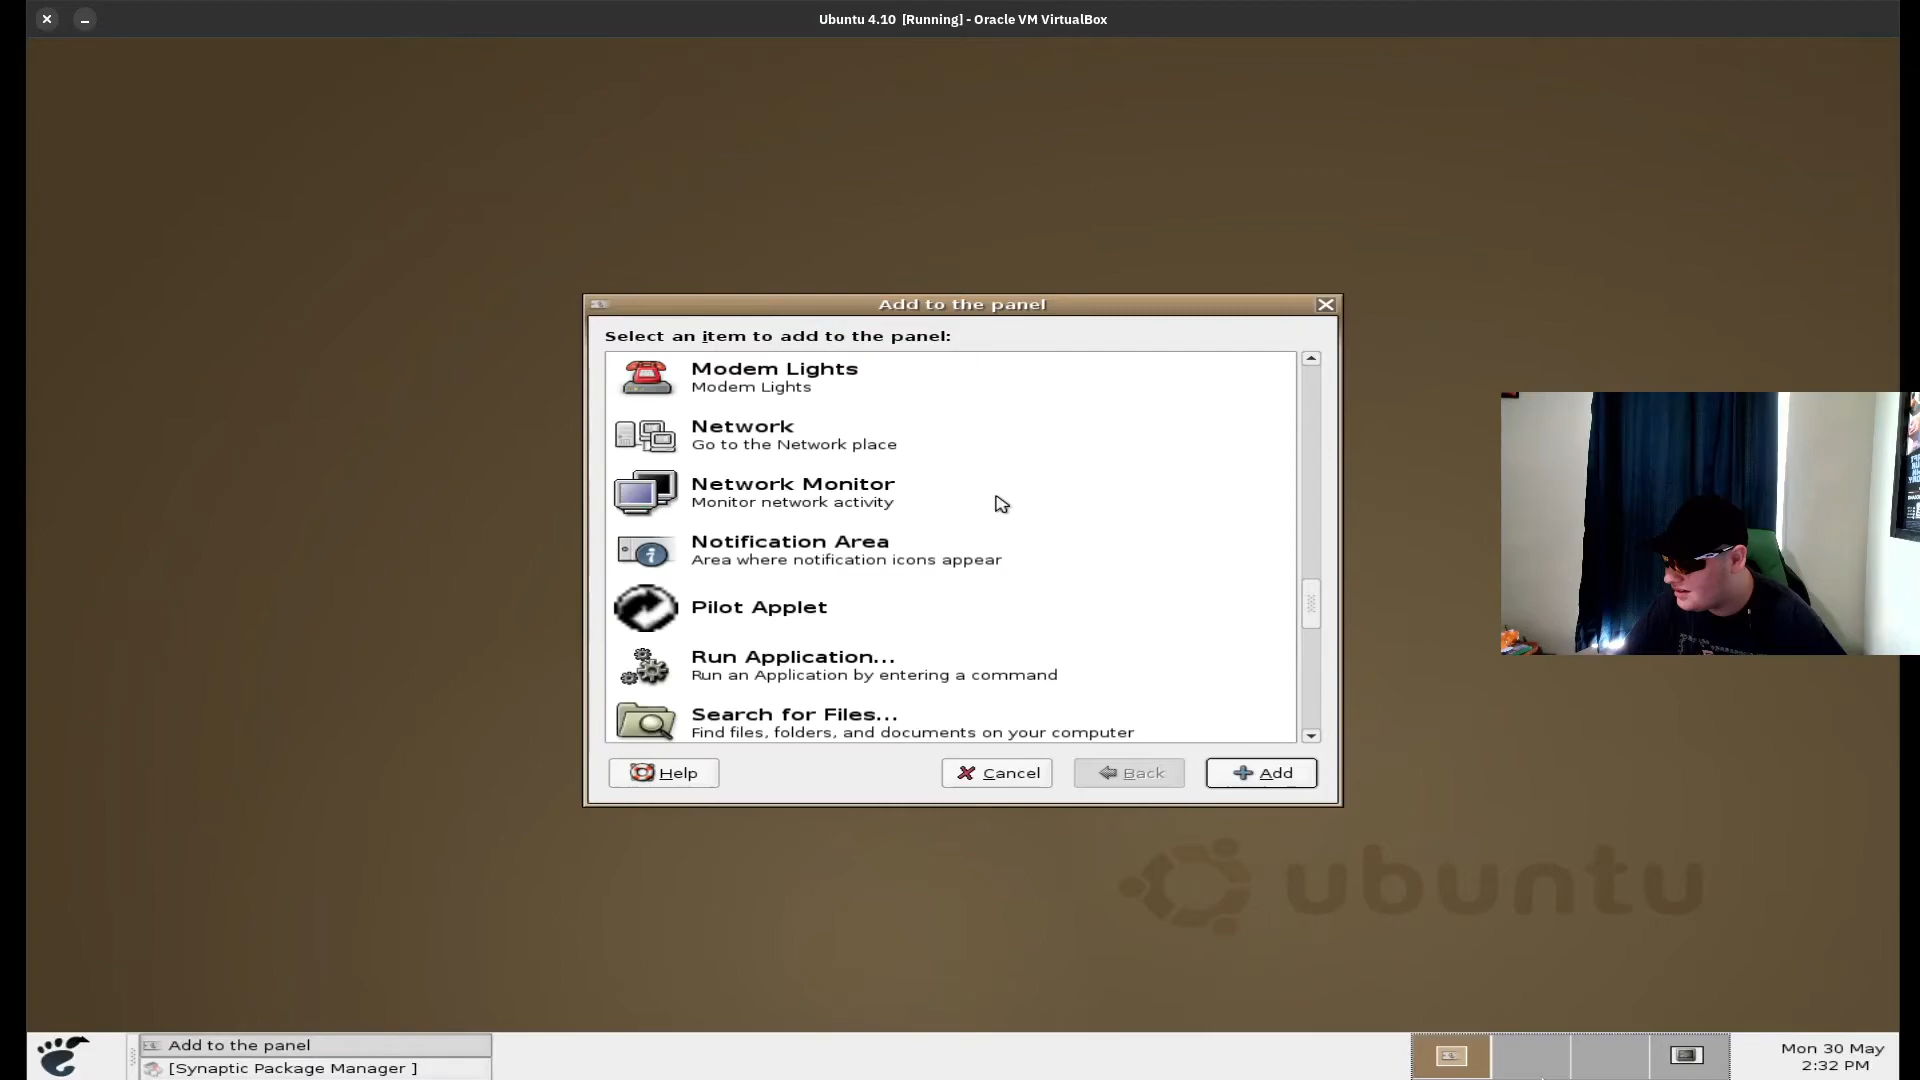 Ubuntu 4.10 [Running] - Oracle VM VirtualBox
Add to the panel
Select an item to add to the panel:
Modem Lights
Modem Lights
Network
Go to the Network place
Network Monitor
Monitor network activity
Notification Area
Area where notification icons appear
Pilot Applet
Run Application...
Run an Application by entering a command
Search for Files...
Find files, folders, and documents on your computer
Help
Cancel
Back
Add
ubuntu
Add to the panel
[Synaptic Package Manager ]
Mon 30 May
2:32 PM